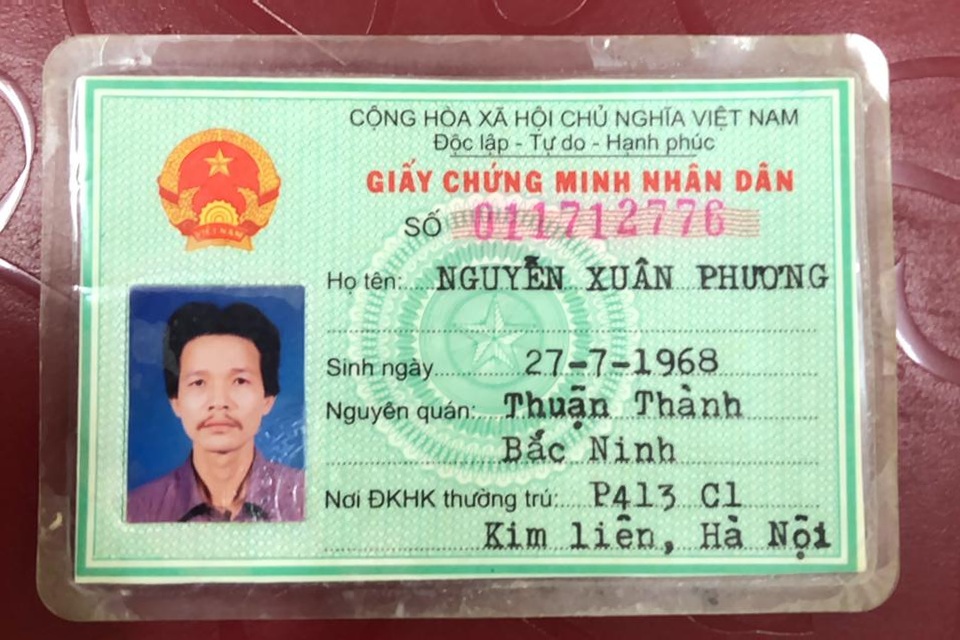 CỘNG HÒA XÃ HỘI CHỦ NGHĨA VIỆT NAM
Độc lập - Tự do - Hạnh phúc
GIẤY CHỨNG MINH NHÂN DÂN
SỐ 011712776
VIỆT NAM
Họ tên: NGUYỄN XUÂN PHƯƠNG
Sinh ngày 27-7-1968
Nguyên quán: Thuận Thành
Bắc Ninh
Nơi ĐKHK thường trú: P413 C1
Kim liên, Hà Nội